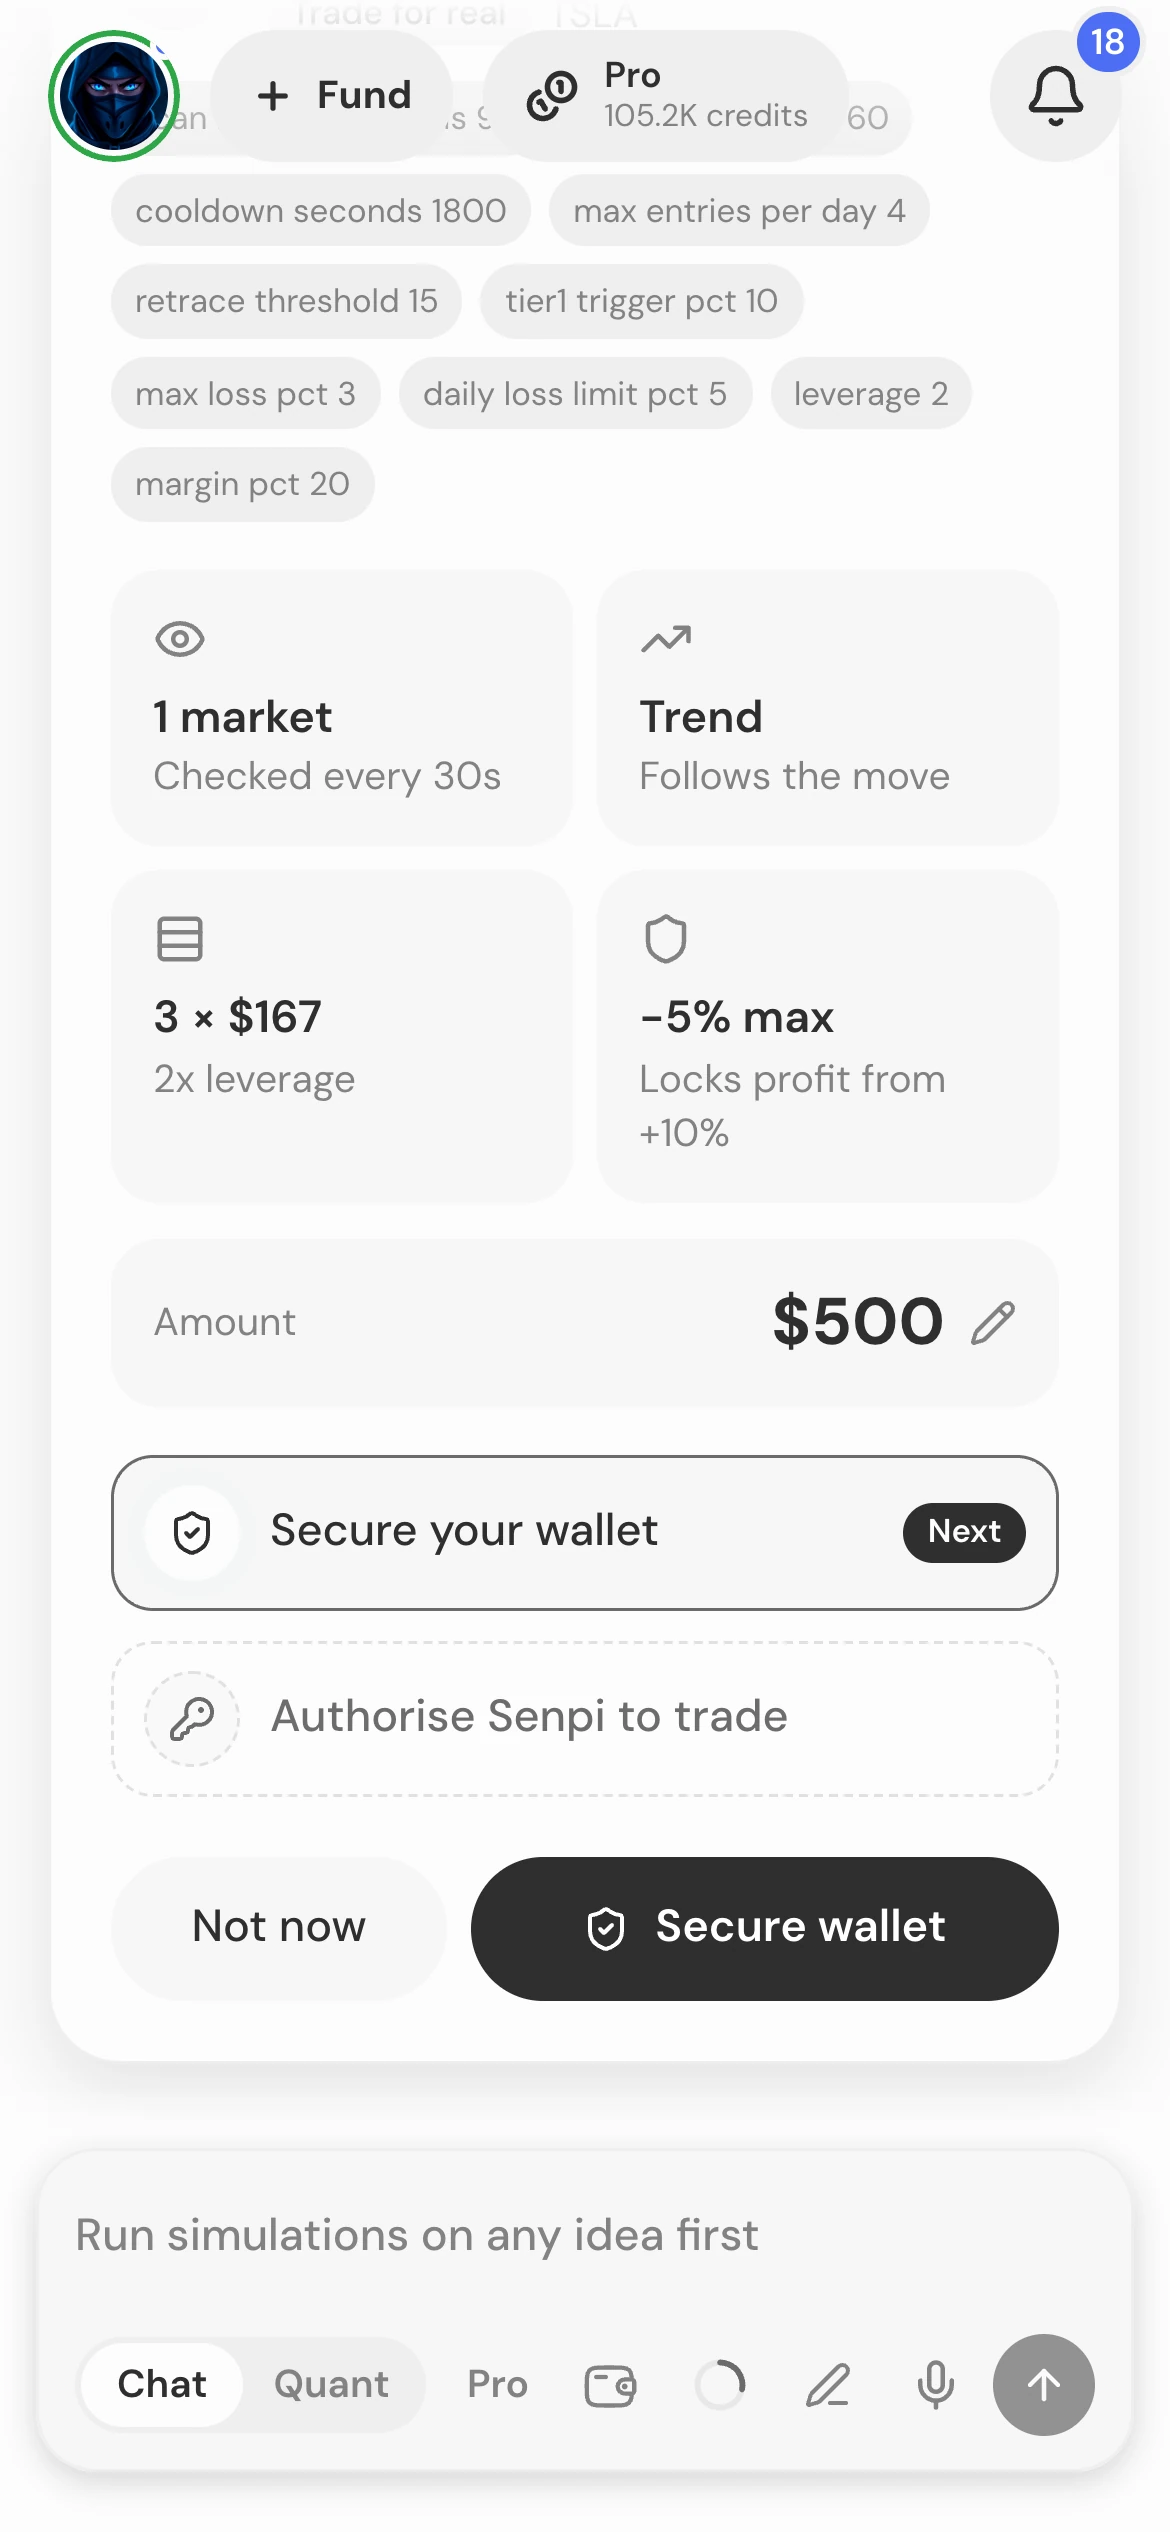 Trade for real TSLA
Fund
Pro
105.2K credits
18
60
cooldown seconds 1800 max entries per day 4
retrace threshold 15 tier1 trigger pct 10
max loss pct 3 daily loss limit pct 5 leverage 2
margin pct 20
1 market
Checked every 30s
Trend
Follows the move
3 × $167
2x leverage
-5% max
Locks profit from
+10%
Amount $500
Secure your wallet Next
Authorise Senpi to trade
Not now Secure wallet
Run simulations on any idea first
Chat Quant Pro